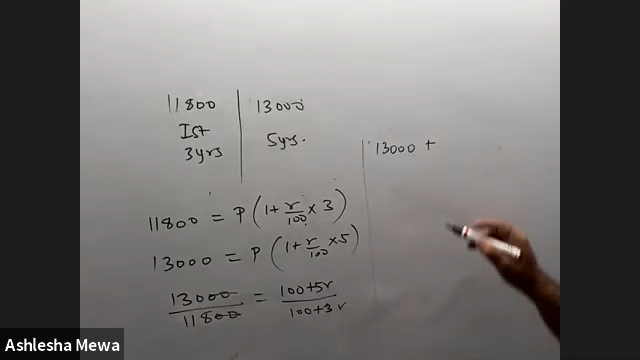 11800 | 13000
Ist
3yrs | 5yrs.
11800 = P(1 + r/100 × 3)
13000 = P(1 + r/100 × 5)
13000/11800 = 100+5r/100+3r
13000 +
Ashlesha Mewa